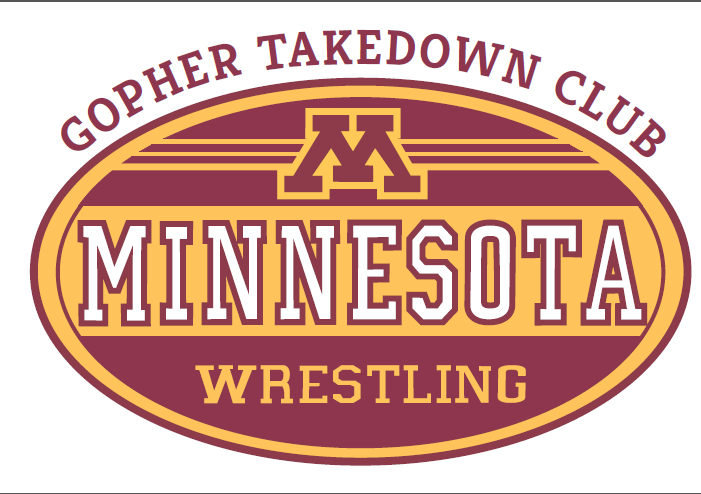 GOPHER TAKEDOWN CLUB
M
MINNESOTA
WRESTLING